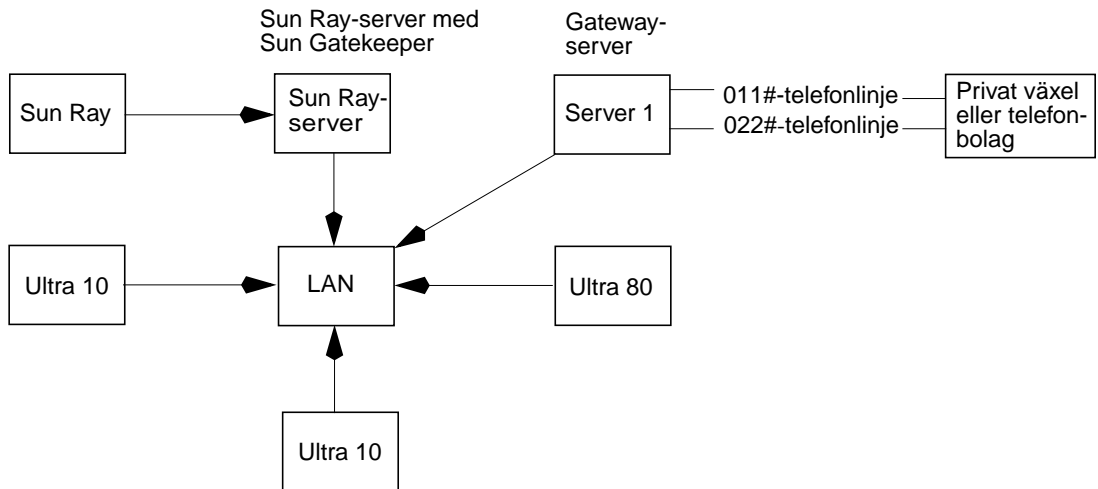 Sun Ray-server med
Sun Gatekeeper
Gateway-
server
Sun Ray
Sun Ray-
server
Server 1
011#-telefonlinje
022#-telefonlinje
Privat växel
eller telefon-
bolag
Ultra 10
LAN
Ultra 80
Ultra 10